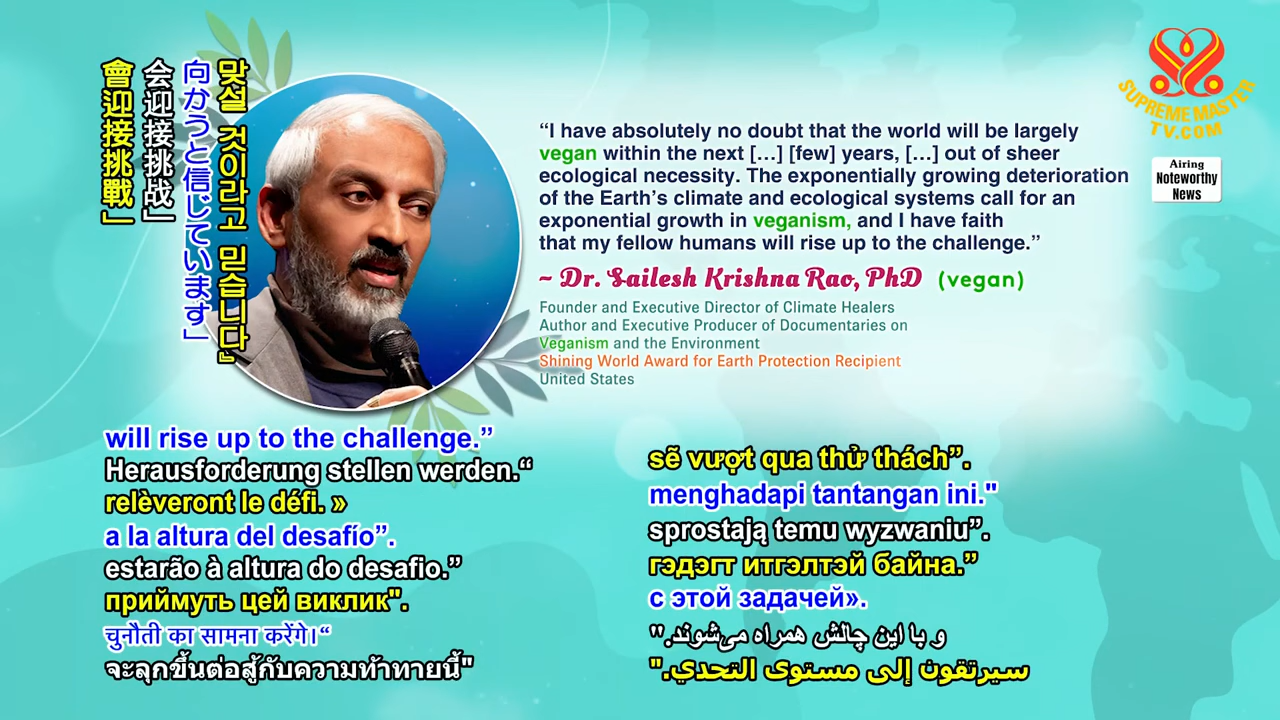 會迎接挑戰」
会迎接挑战」
向かうと信じています」
맞설 것이라고 믿습니다』
“I have absolutely no doubt that the world will be largely
vegan within the next [...] [few] years, [...] out of sheer
ecological necessity. The exponentially growing deterioration
of the Earth’s climate and ecological systems call for an
exponential growth in veganism, and I have faith
that my fellow humans will rise up to the challenge.”
~ Dr. Sailesh Krishna Rao, PhD (vegan)
Founder and Executive Director of Climate Healers
Author and Executive Producer of Documentaries on
Veganism and the Environment
Shining World Award for Earth Protection Recipient
United States
SUPREME MASTER
TV.COM
Airing
Noteworthy
News
will rise up to the challenge.”
Herausforderung stellen werden.“
relèveront le défi. »
a la altura del desafío”.
estarão à altura do desafio.”
приймуть цей виклик".
चुनौती का सामना करेंगे।“
จะลุกขึ้นต่อสู้กับความท้าทายนี้"
sẽ vượt qua thử thách”.
menghadapi tantangan ini."
sprostają temu wyzwaniu”.
гэдэгт итгэлтэй байна.”
с этой задачей».
و با این چالش همراه می‌شوند."
سيرتقون إلى مستوى التحدي."